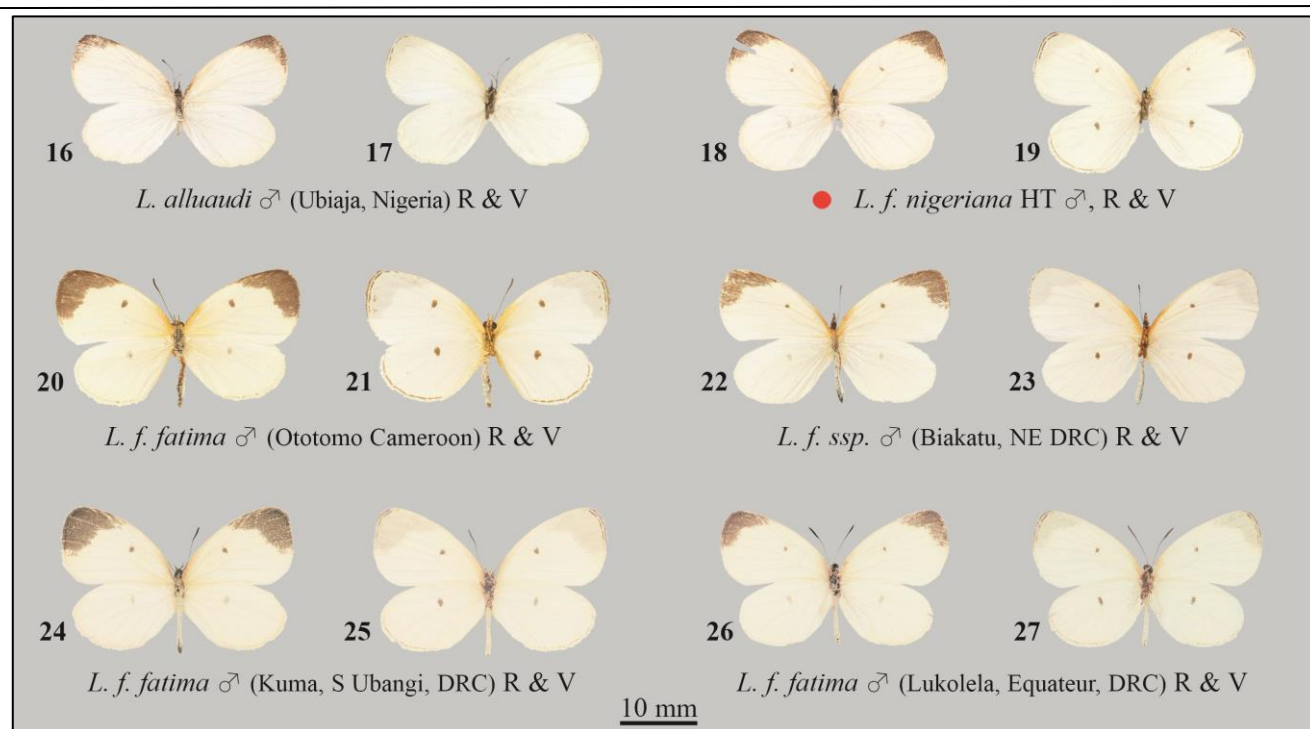 16 17 18 19
L. alluaudi ♂ (Ubiaja, Nigeria) R & V
L. f. nigeriana HT ♂, R & V
20 21 22 23
L. f. fatima ♂ (Ototomo Cameroon) R & V
L. f. ssp. ♂ (Biakatu, NE DRC) R & V
24 25 26 27
L. f. fatima ♂ (Kuma, S Ubangi, DRC) R & V
L. f. fatima ♂ (Lukolela, Equateur, DRC) R & V
10 mm